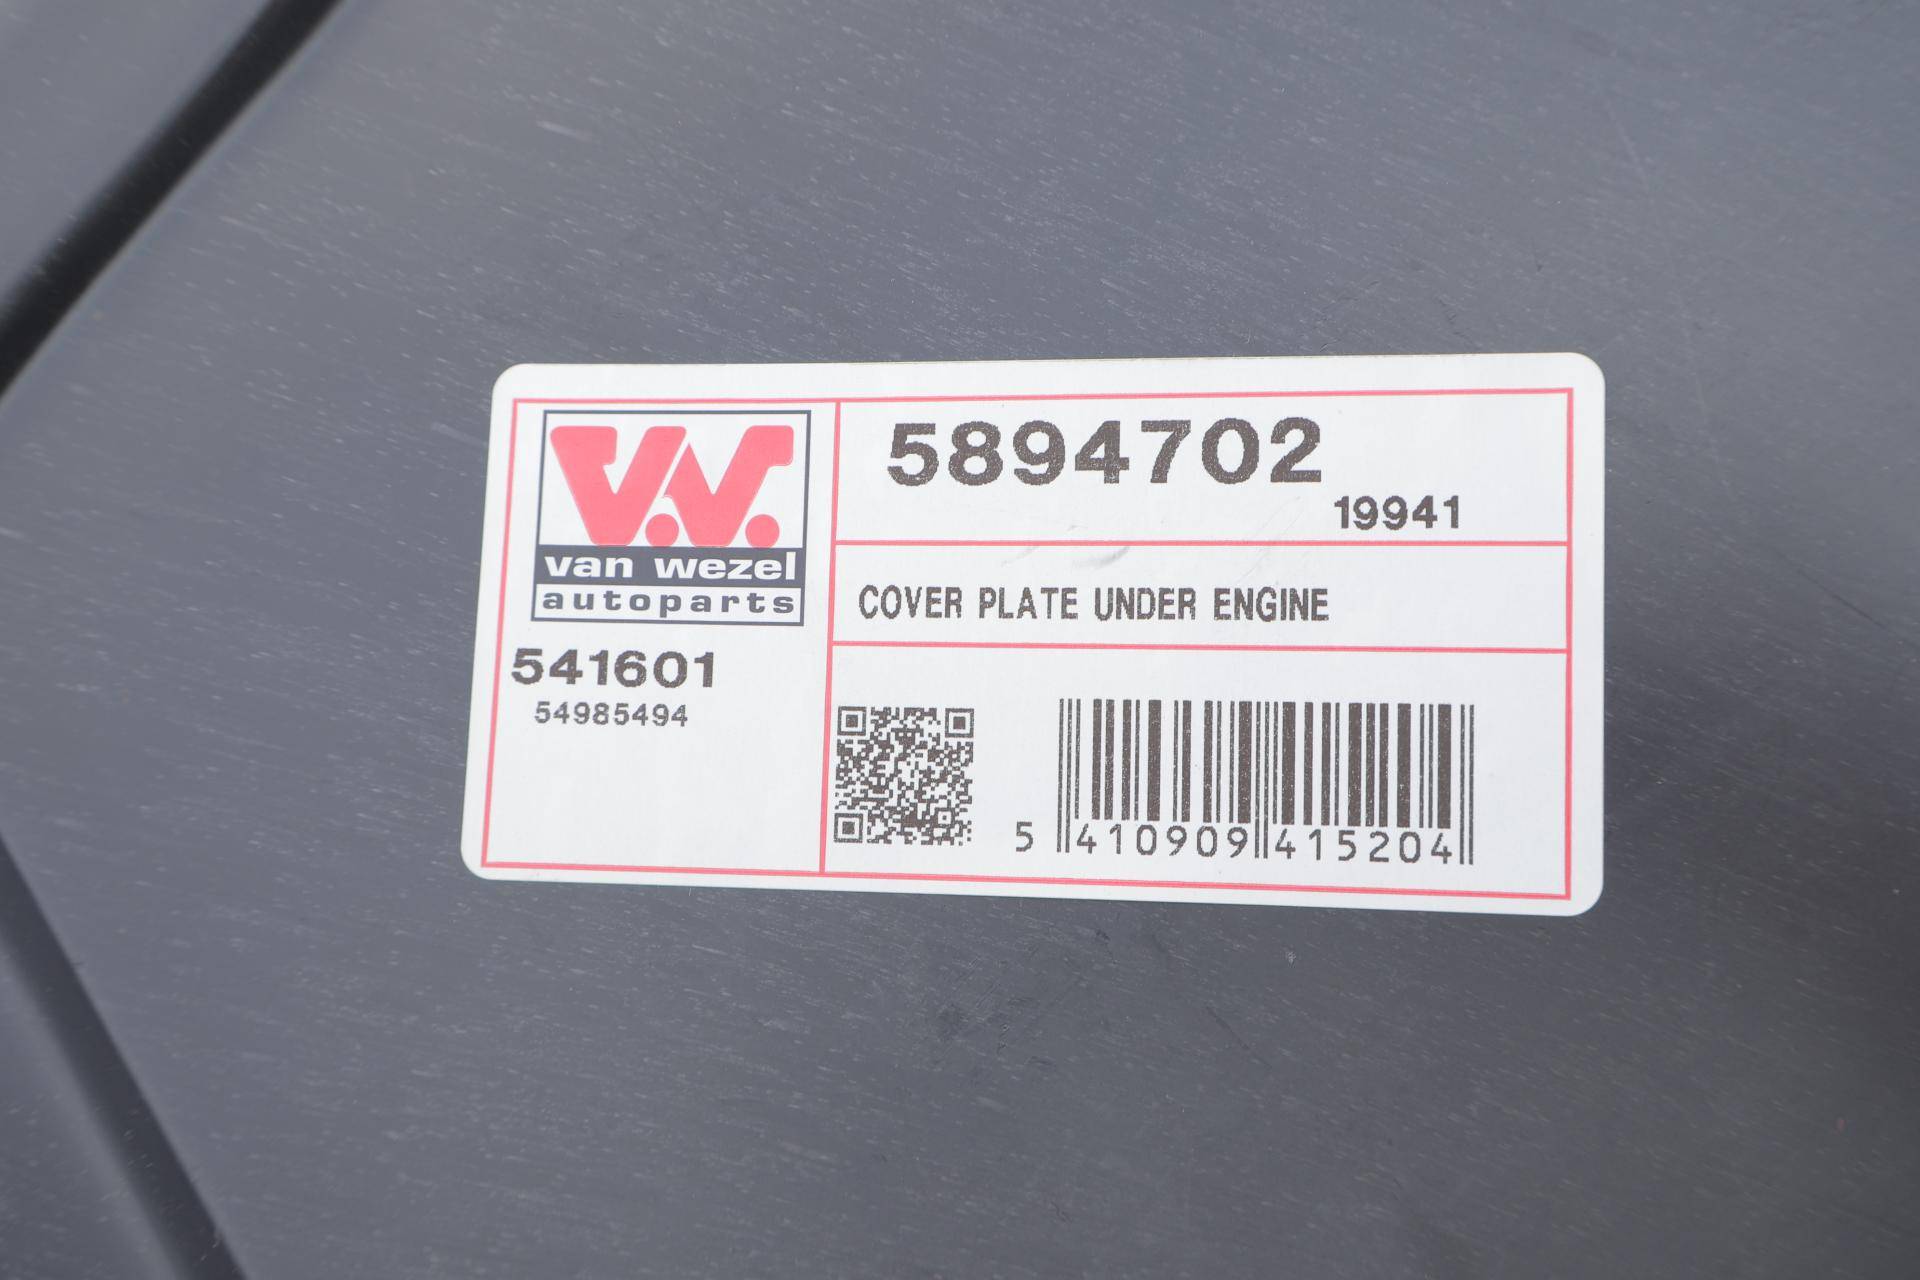 V.V.
van wezel
autoparts
541601
54985494
5894702
19941
COVER PLATE UNDER ENGINE
5 410909 415204